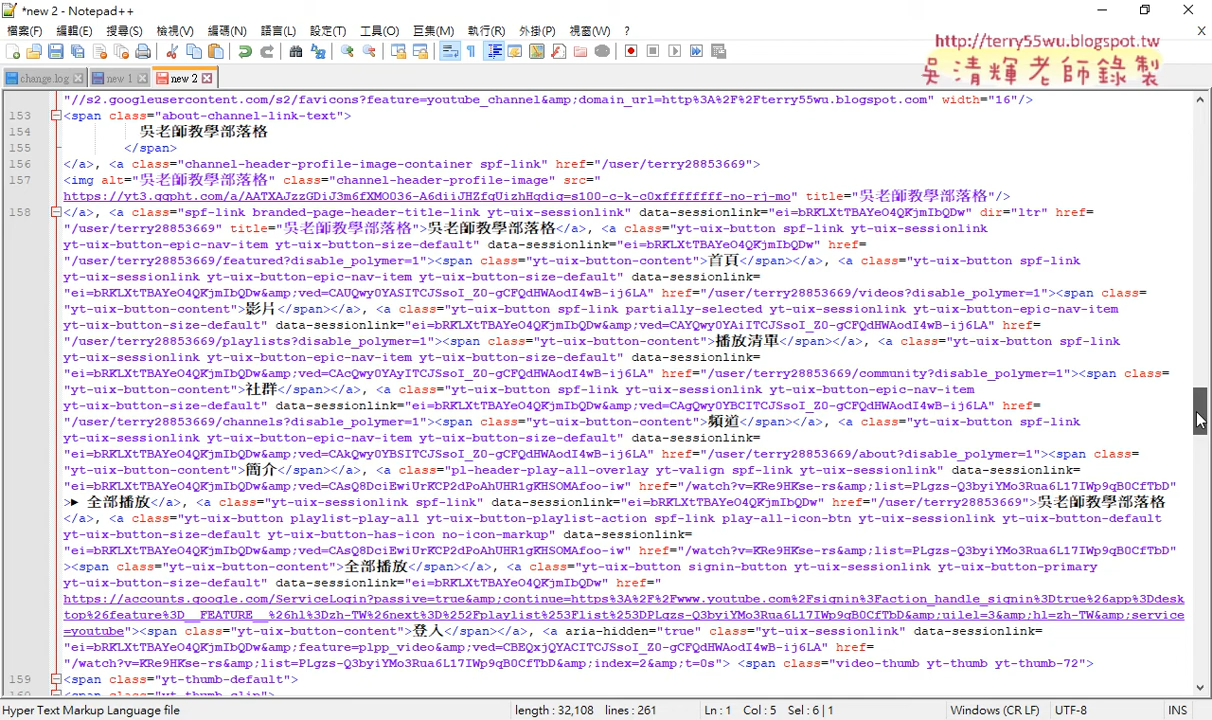 *new 2 - Notepad++
檔案(F) 編輯(E) 搜尋(S) 檢視(V) 編碼(N) 語言(L) 設定(T) 工具(O) 巨集(M) 執行(R) 外掛(P) 視窗(W) ?
http://terry55wu.blogspot.tw
吳清輝老師錄製
change.log new 1 new 2
"//s2.googleusercontent.com/s2/favicons?feature=youtube_channel&amp;domain_url=http%3A%2F%2Fterry55wu.blogspot.com" width="16"/>
153 <span class="about-channel-link-text">
154 吳老師教學部落格
155 </span>
156 </a>, <a class="channel-header-profile-image-container spf-link" href="/user/terry28853669">
157 <img alt="吳老師教學部落格" class="channel-header-profile-image" src="
https://yt3.ggpht.com/a/AATXAJzzGDiJ3m6fXMO036-A6diiJHZfgUizhHqdig=s100-c-k-c0xffffffff-no-rj-mo" title="吳老師教學部落格"/>
158 </a>, <a class="spf-link branded-page-header-title-link yt-uix-sessionlink" data-sessionlink="ei=bRKLXtTBAYeO4QKjmIbQDw" dir="ltr" href=
"/user/terry28853669" title="吳老師教學部落格">吳老師教學部落格</a>, <a class="yt-uix-button spf-link yt-uix-sessionlink
yt-uix-button-epic-nav-item yt-uix-button-size-default" data-sessionlink="ei=bRKLXtTBAYeO4QKjmIbQDw" href=
"/user/terry28853669/featured?disable_polymer=1"><span class="yt-uix-button-content">首頁</span></a>, <a class="yt-uix-button spf-link
yt-uix-button-epic-nav-item yt-uix-button-size-default" data-sessionlink=
"ei=bRKLXtTBAYeO4QKjmIbQDw&amp;ved=CAUQwy0YASITCJSsoI_Z0-gCFQdHWAodI4wB-ij6LA" href="/user/terry28853669/videos?disable_polymer=1"><span class=
"yt-uix-button-content">影片</span></a>, <a class="yt-uix-button spf-link partially-selected yt-uix-sessionlink yt-uix-button-epic-nav-item
yt-uix-button-size-default" data-sessionlink="ei=bRKLXtTBAYeO4QKjmIbQDw&amp;ved=CAYQwy0YAiITCJSsoI_Z0-gCFQdHWAodI4wB-ij6LA" href=
"/user/terry28853669/playlists?disable_polymer=1"><span class="yt-uix-button-content">播放清單</span></a>, <a class="yt-uix-button spf-link
yt-uix-button-epic-nav-item yt-uix-button-size-default" data-sessionlink=
"ei=bRKLXtTBAYeO4QKjmIbQDw&amp;ved=CAcQwy0YAyITCJSsoI_Z0-gCFQdHWAodI4wB-ij6LA" href="/user/terry28853669/community?disable_polymer=1"><span class=
"yt-uix-button-content">社群</span></a>, <a class="yt-uix-button spf-link yt-uix-sessionlink yt-uix-button-epic-nav-item
yt-uix-button-size-default" data-sessionlink="ei=bRKLXtTBAYeO4QKjmIbQDw&amp;ved=CAgQwy0YBCITCJSsoI_Z0-gCFQdHWAodI4wB-ij6LA" href=
"/user/terry28853669/channels?disable_polymer=1"><span class="yt-uix-button-content">頻道</span></a>, <a class="yt-uix-button spf-link
yt-uix-button-epic-nav-item yt-uix-button-size-default" data-sessionlink=
"ei=bRKLXtTBAYeO4QKjmIbQDw&amp;ved=CAkQwy0YBSITCJSsoI_Z0-gCFQdHWAodI4wB-ij6LA" href="/user/terry28853669/about?disable_polymer=1"><span class=
"yt-uix-button-content">簡介</span></a>, <a class="pl-header-play-all-overlay yt-valign spf-link yt-uix-sessionlink" data-sessionlink=
"ei=bRKLXtTBAYeO4QKjmIbQDw&amp;ved=CAsQ8DciEwiUrKCP2dPoAhUHR1gKHSOMAfoo-iw" href="/watch?v=KRe9HKse-rs&amp;list=PLgzs-Q3byiYMo3Rua6L17IWp9qB0CfTbD"
>► 全部播放</a>, <a class="yt-uix-sessionlink spf-link" data-sessionlink="ei=bRKLXtTBAYeO4QKjmIbQDw" href="/user/terry28853669">吳老師教學部落格
</a>, <a class="yt-uix-button playlist-play-all yt-uix-button-playlist-action spf-link play-all-icon-btn yt-uix-sessionlink yt-uix-button-default
yt-uix-button-size-default yt-uix-button-has-icon no-icon-markup" data-sessionlink=
"ei=bRKLXtTBAYeO4QKjmIbQDw&amp;ved=CAsQ8DciEwiUrKCP2dPoAhUHR1gKHSOMAfoo-iw" href="/watch?v=KRe9HKse-rs&amp;list=PLgzs-Q3byiYMo3Rua6L17IWp9qB0CfTbD"
><span class="yt-uix-button-content">全部播放</span></a>, <a class="yt-uix-button signin-button yt-uix-sessionlink yt-uix-button-primary
yt-uix-button-size-default" data-sessionlink="ei=bRKLXtTBAYeO4QKjmIbQDw" href="
https://accounts.google.com/ServiceLogin?passive=true&amp;continue=https%3A%2F%2Fwww.youtube.com%2Fsignin%3Faction_handle_signin%3Dtrue%26app%3Ddesk
top%26feature%3D__FEATURE__%26hl%3Dzh-TW%26next%3D%252Fplaylist%253Flist%253DPLgzs-Q3byiYMo3Rua6L17IWp9qB0CfTbD&amp;uilel=3&amp;hl=zh-TW&amp;service
=youtube"><span class="yt-uix-button-content">登入</span></a>, <a aria-hidden="true" class="yt-uix-sessionlink" data-sessionlink=
"ei=bRKLXtTBAYeO4QKjmIbQDw&amp;feature=plpp_video&amp;ved=CBEQxjQYACITCJSsoI_Z0-gCFQdHWAodI4wB-ij6LA" href=
"/watch?v=KRe9HKse-rs&amp;list=PLgzs-Q3byiYMo3Rua6L17IWp9qB0CfTbD&amp;index=2&amp;t=0s"> <span class="video-thumb yt-thumb yt-thumb-72">
159 <span class="yt-thumb-default">
160 <span class="yt-thumb-clip">
Hyper Text Markup Language file length : 32,108 lines : 261 Ln : 1 Col : 5 Sel : 6 | 1 Windows (CR LF) UTF-8 INS